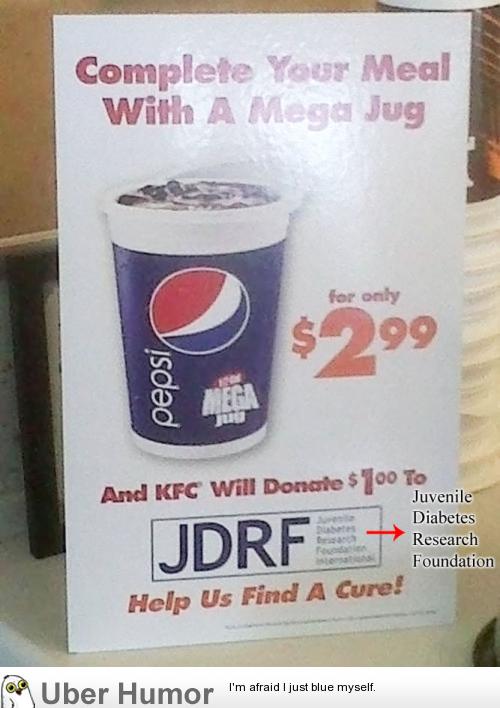 Complete Your Meal
With A Mega Jug
for only
$2.99
pepsi
MEGA
JUG
And KFC Will Donate $1.00 To
JDRF
Juvenile
Diabetes
Research
Foundation
International
Juvenile
Diabetes
Research
Foundation
Help Us Find A Cure!
Uber Humor
I'm afraid I just blue myself.